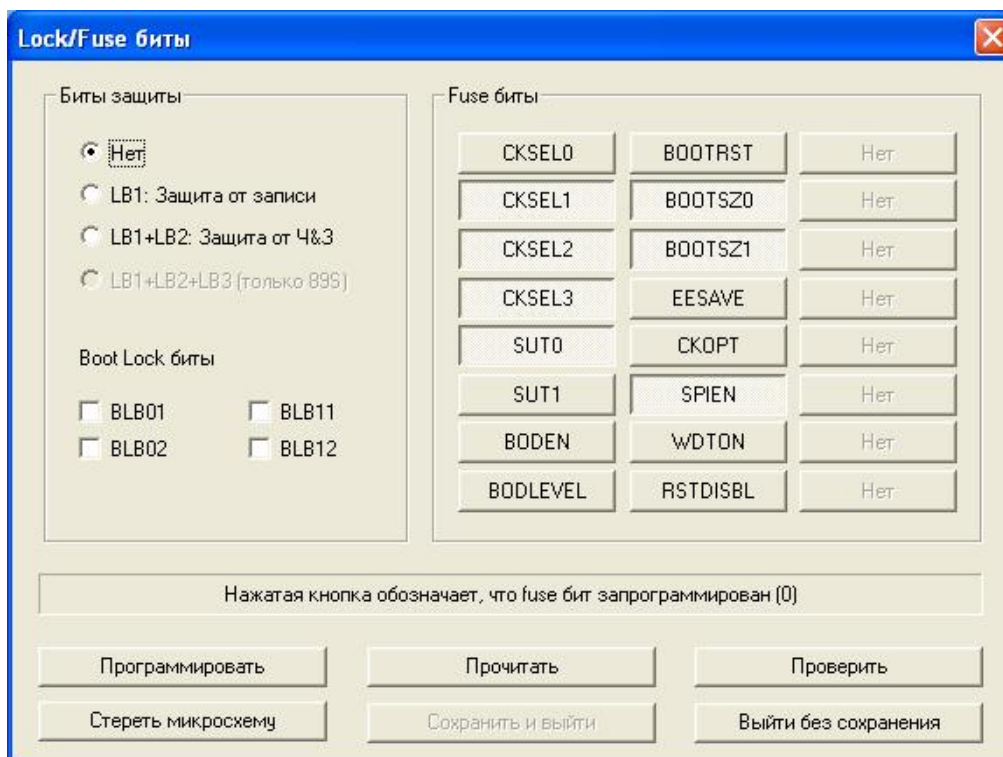 Lock/Fuse биты
Биты защиты
Нет
LB1: Защита от записи
LB1+LB2: Защита от Ч&З
LB1+LB2+LB3 (только 89S)
Boot Lock биты
BLB01 BLB11
BLB02 BLB12
Fuse биты
CKSEL0 BOOTRST Нет
CKSEL1 BOOTSZ0 Нет
CKSEL2 BOOTSZ1 Нет
CKSEL3 EESAVE Нет
SUT0 CKOPT Нет
SUT1 SPIEN Нет
BODEN WDTON Нет
BODLEVEL RSTDISBL Нет
Нажатая кнопка обозначает, что fuse бит запрограммирован (0)
Программировать Прочитать Проверить
Стереть микросхему Сохранить и выйти Выйти без сохранения